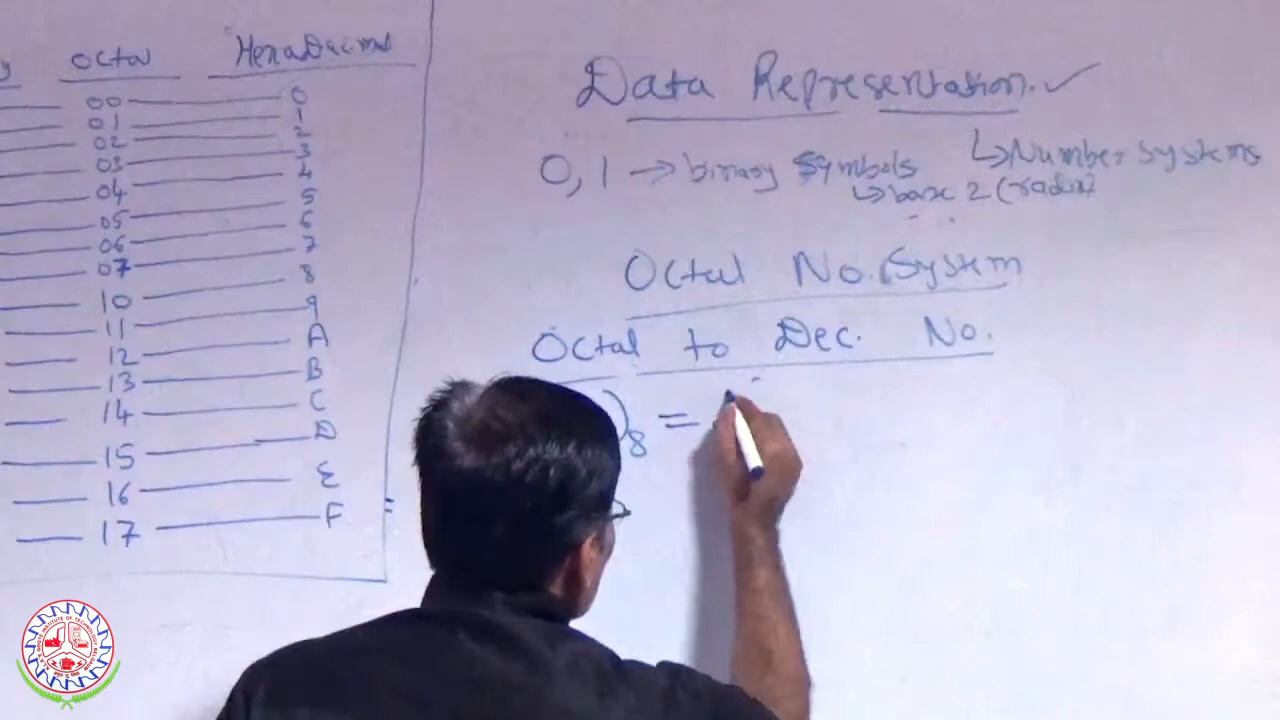 y Octal HexaDecimal
00 0
01 1
02 2
03 3
04 4
05 5
06 6
07 7
10 8
11 9
12 A
13 B
14 C
15 D
16 E
17 F
Data Representation.
↳Number Systems
0,1 → binary Symbols
↳base 2 (radix)
Octal No. System
Octal to Dec. No.
)8 =